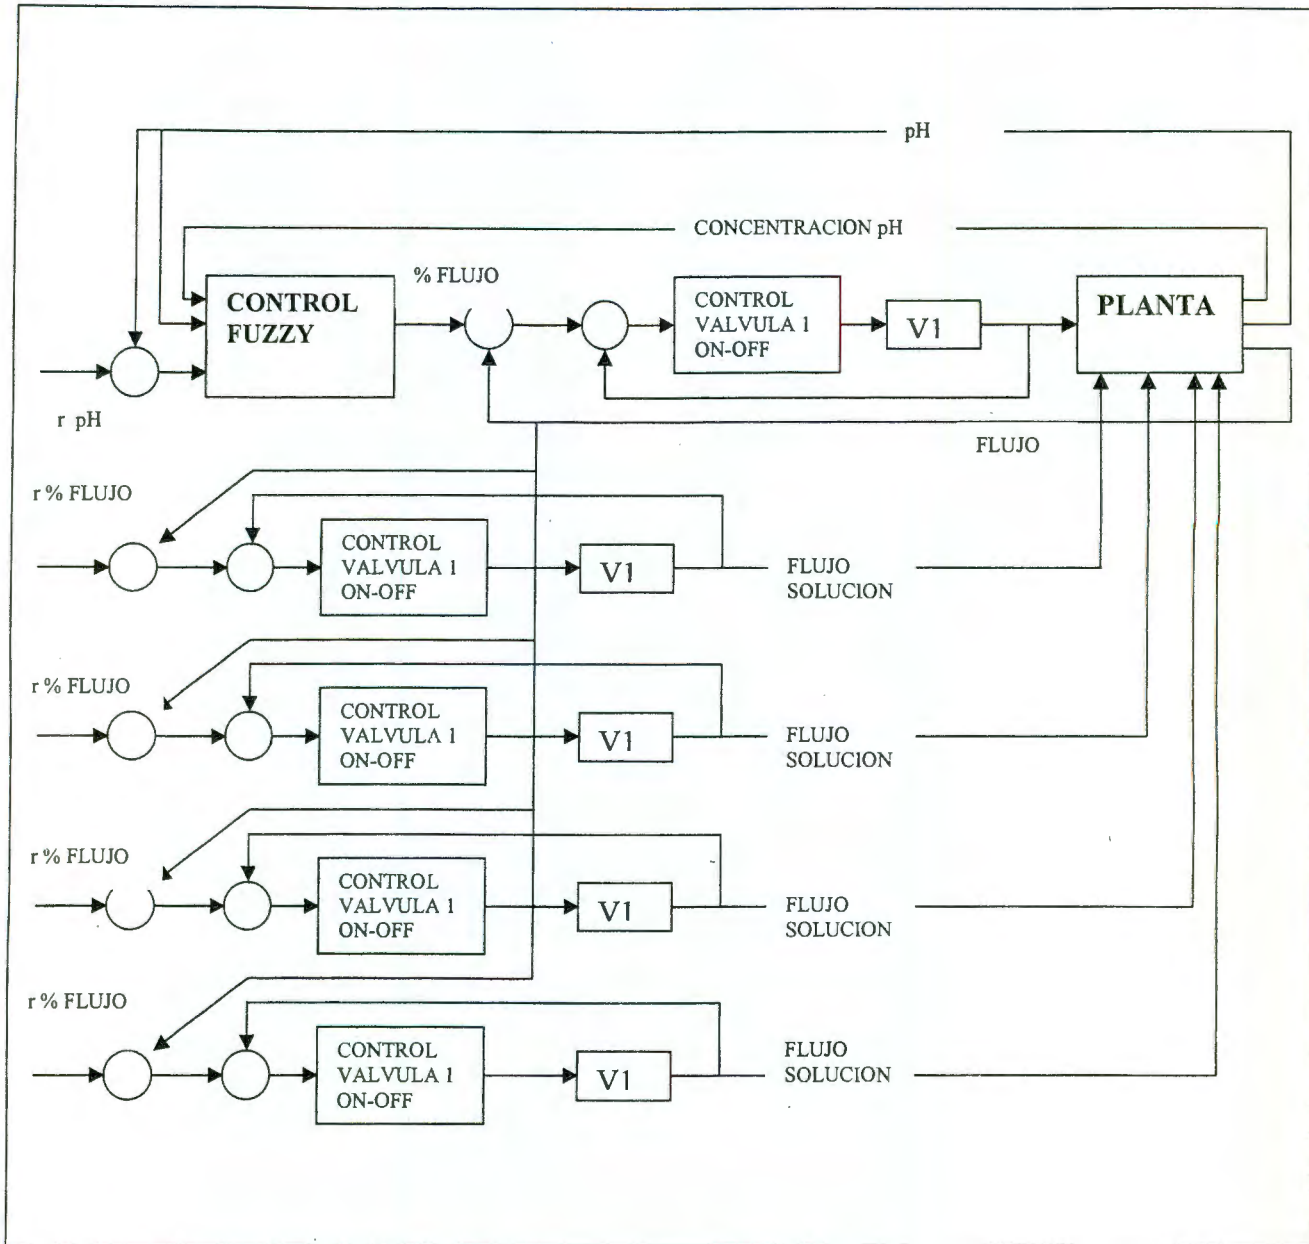 pH
CONCENTRACION pH
% FLUJO
CONTROL
FUZZY
CONTROL
VALVULA 1
ON-OFF
V1
PLANTA
r pH
FLUJO
r % FLUJO
CONTROL
VALVULA 1
ON-OFF
V1
FLUJO
SOLUCION
r % FLUJO
CONTROL
VALVULA 1
ON-OFF
V1
FLUJO
SOLUCION
r % FLUJO
CONTROL
VALVULA 1
ON-OFF
V1
FLUJO
SOLUCION
r % FLUJO
CONTROL
VALVULA 1
ON-OFF
V1
FLUJO
SOLUCION